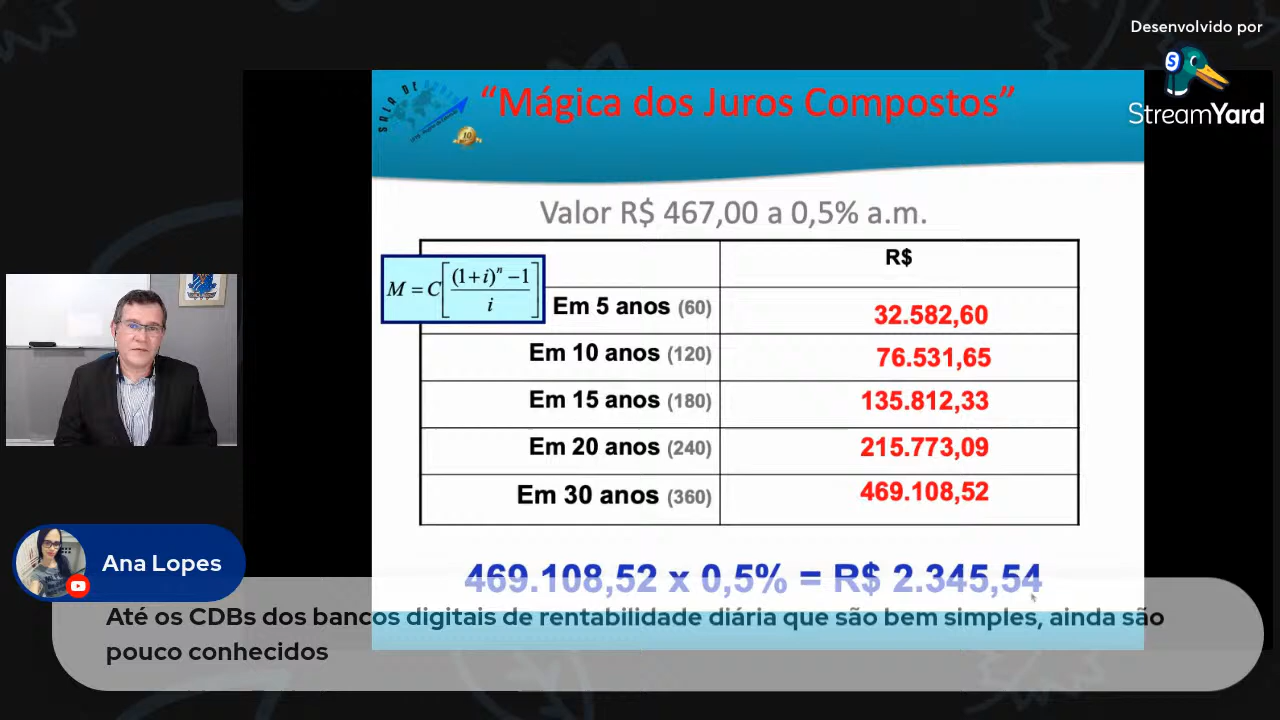 Desenvolvido por
StreamYard
SALA DE
10
“Mágica dos Juros Compostos”
Valor R$ 467,00 a 0,5% a.m.
R$
M = C[ (1+i)ⁿ − 1 / i ]
Em 5 anos (60) 32.582,60
Em 10 anos (120) 76.531,65
Em 15 anos (180) 135.812,33
Em 20 anos (240) 215.773,09
Em 30 anos (360) 469.108,52
469.108,52 x 0,5% = R$ 2.345,54
Ana Lopes
Até os CDBs dos bancos digitais de rentabilidade diária que são bem simples, ainda são
pouco conhecidos